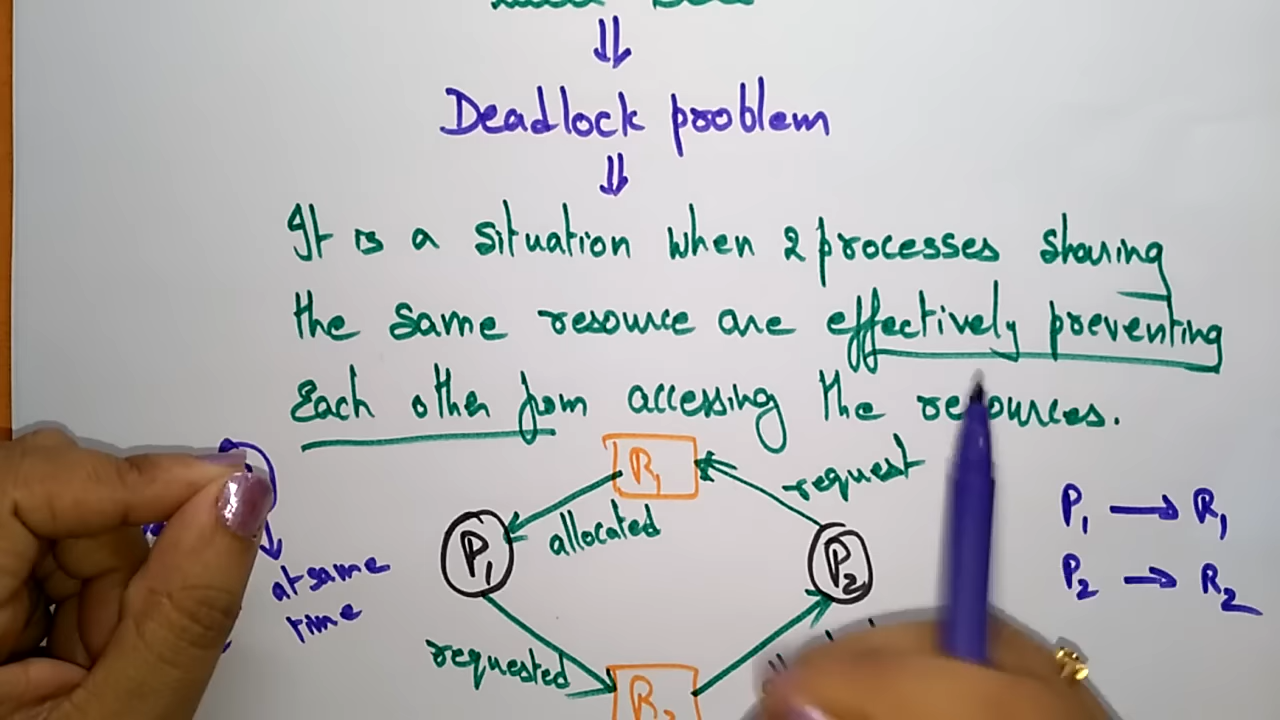 Deadlock problem
It is a situation when 2 processes sharing
the same resource are effectively preventing
Each other from accessing the resources.
R1
request
allocated
P1
P2
P1 → R1
P2 → R2
at same
time
requested
R2